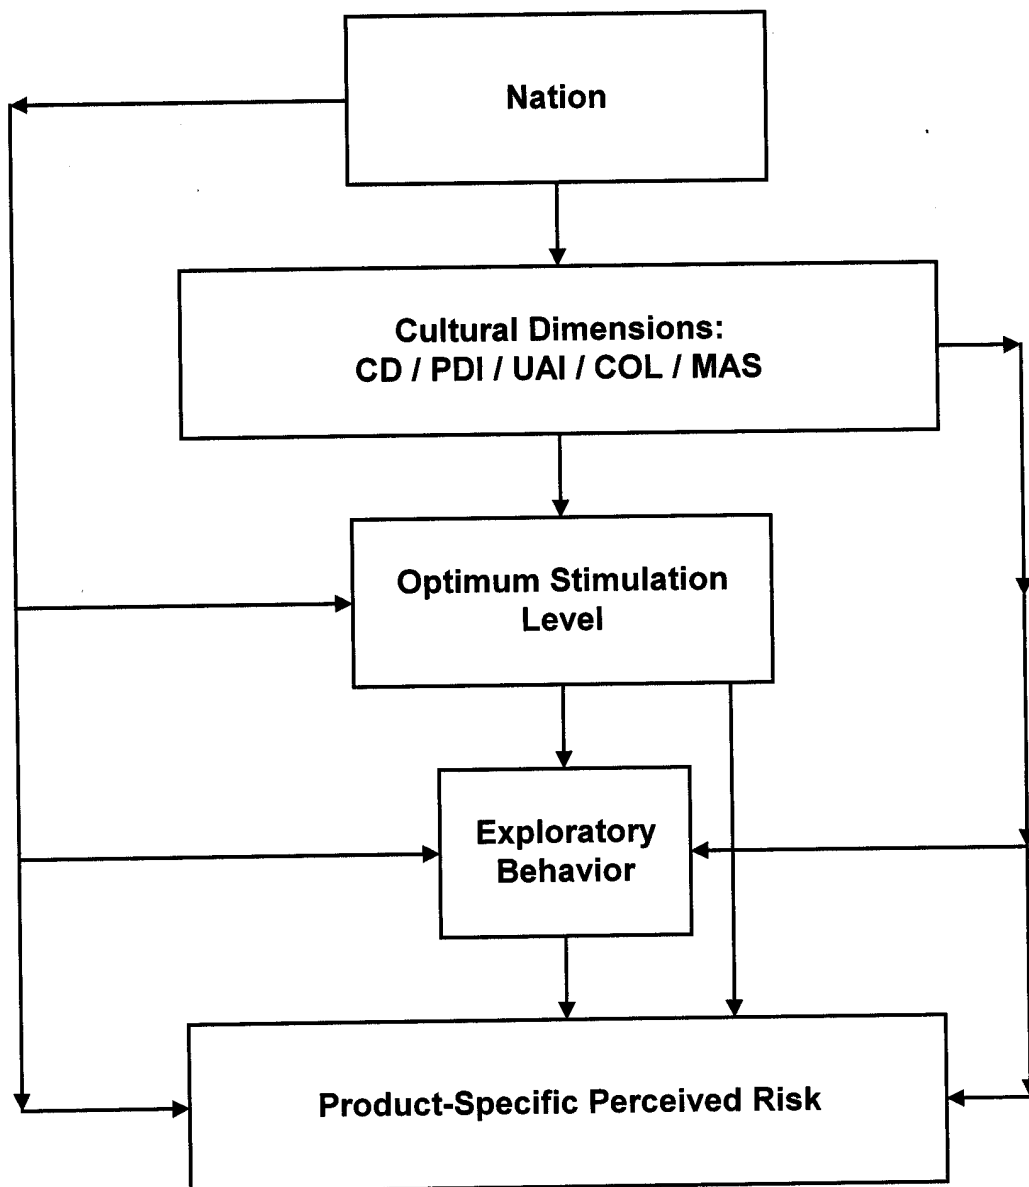 Nation
Cultural Dimensions:
CD / PDI / UAI / COL / MAS
Optimum Stimulation
Level
Exploratory
Behavior
Product-Specific Perceived Risk